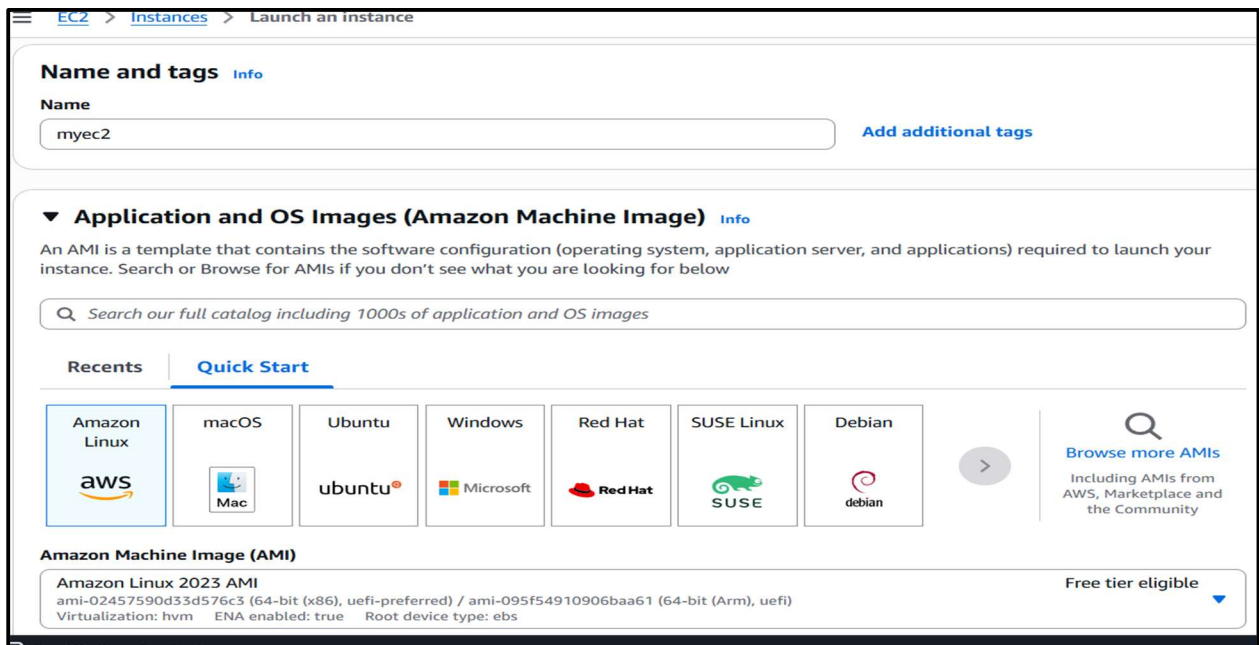 EC2 > Instances > Launch an instance
Name and tags Info
Name
myec2
Add additional tags
Application and OS Images (Amazon Machine Image) Info
An AMI is a template that contains the software configuration (operating system, application server, and applications) required to launch your
instance. Search or Browse for AMIs if you don't see what you are looking for below
Search our full catalog including 1000s of application and OS images
Recents
Quick Start
Amazon
Linux
aws
macOS
Mac
Ubuntu
ubuntu
Windows
Microsoft
Red Hat
Red Hat
SUSE Linux
SUSE
Debian
debian
>
Browse more AMIs
Including AMIs from
AWS, Marketplace and
the Community
Amazon Machine Image (AMI)
Amazon Linux 2023 AMI
Free tier eligible
ami-02457590d33d576c3 (64-bit (x86), uefi-preferred) / ami-095f54910906baa61 (64-bit (Arm), uefi)
Virtualization: hvm ENA enabled: true Root device type: ebs